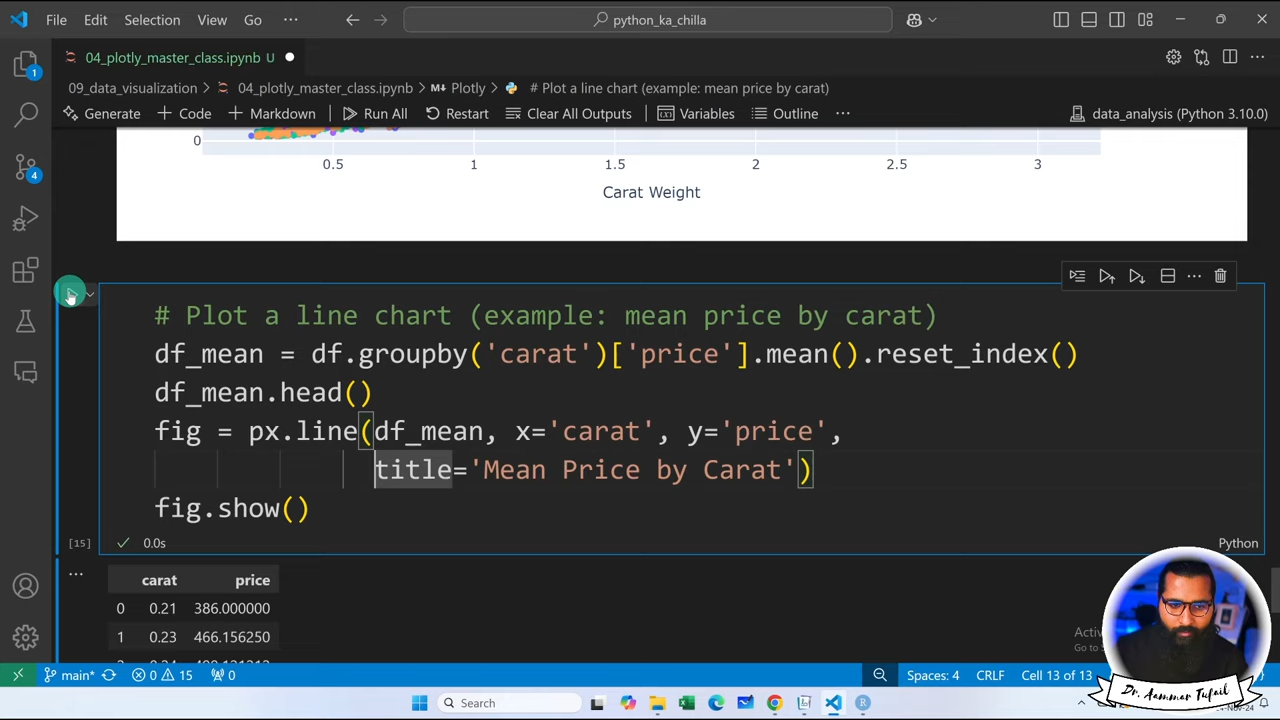 File Edit Selection View Go ··· python_ka_chilla
04_plotly_master_class.ipynb U
09_data_visualization > 04_plotly_master_class.ipynb > M↓ Plotly > # Plot a line chart (example: mean price by carat)
Generate + Code + Markdown Run All Restart Clear All Outputs Variables Outline ··· data_analysis (Python 3.10.0)
0
0.5 1 1.5 2 2.5 3
Carat Weight
# Plot a line chart (example: mean price by carat)
df_mean = df.groupby('carat')['price'].mean().reset_index()
df_mean.head()
fig = px.line(df_mean, x='carat', y='price',
title='Mean Price by Carat')
fig.show()
[15] 0.0s Python
carat price
0 0.21 386.000000
1 0.23 466.156250
main* 0 15 0 Spaces: 4 CRLF Cell 13 of 13
Dr. Aammar Tufail
Search